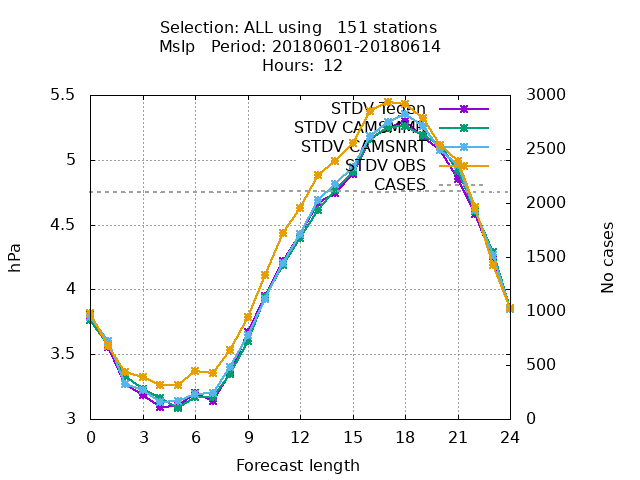 Selection: ALL using   151 stations
Mslp   Period: 20180601-20180614
Hours:  12
5.5
5
4.5
4
3.5
3
hPa
3000
2500
2000
1500
1000
500
0
No cases
STDV Tegen
STDV CAMSNRT
STDV OBS
CASES
0 3 6 9 12 15 18 21 24
Forecast length